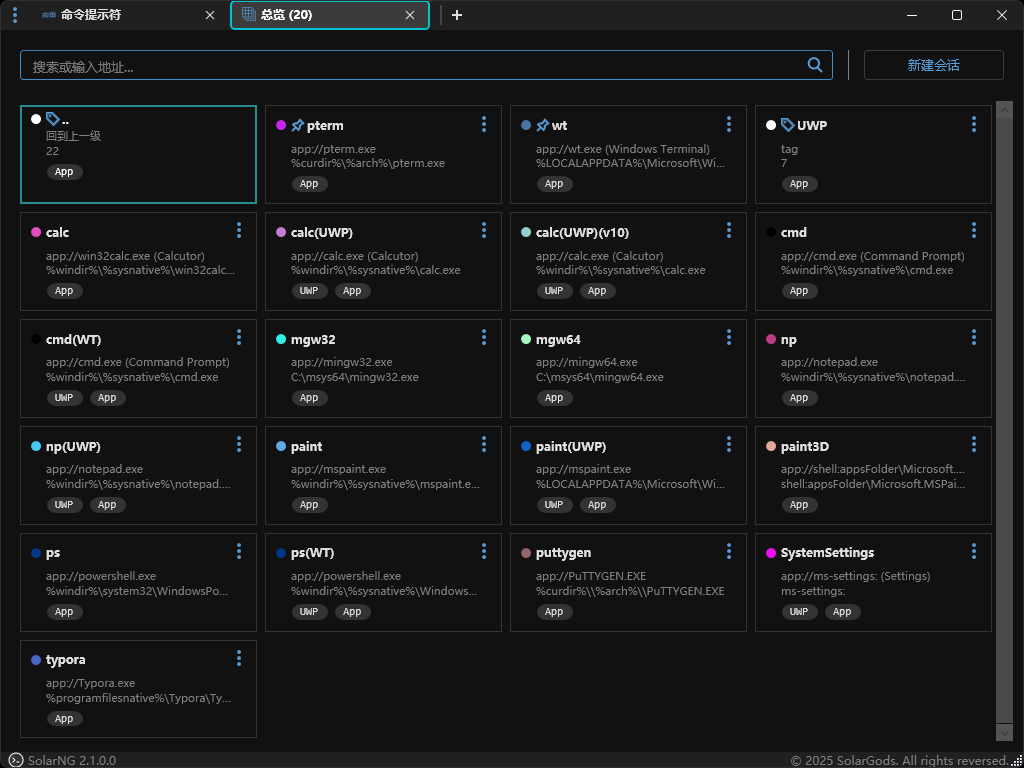 命令提示符
总览 (20)
搜索或输入地址...
新建会话
..
回到上一级
22
App
pterm
app://pterm.exe
%curdir%\%arch%\pterm.exe
App
wt
app://wt.exe (Windows Terminal)
%LOCALAPPDATA%\Microsoft\Wi...
App
UWP
tag
7
App
calc
app://win32calc.exe (Calcutor)
%windir%\%sysnative%\win32calc...
App
calc(UWP)
app://calc.exe (Calcutor)
%windir%\%sysnative%\calc.exe
UWP App
calc(UWP)(v10)
app://calc.exe (Calcutor)
%windir%\%sysnative%\calc.exe
UWP App
cmd
app://cmd.exe (Command Prompt)
%windir%\%sysnative%\cmd.exe
App
cmd(WT)
app://cmd.exe (Command Prompt)
%windir%\%sysnative%\cmd.exe
UWP App
mgw32
app://mingw32.exe
C:\msys64\mingw32.exe
App
mgw64
app://mingw64.exe
C:\msys64\mingw64.exe
App
np
app://notepad.exe
%windir%\%sysnative%\notepad....
App
np(UWP)
app://notepad.exe
%windir%\%sysnative%\notepad....
UWP App
paint
app://mspaint.exe
%windir%\%sysnative%\mspaint.e...
App
paint(UWP)
app://mspaint.exe
%LOCALAPPDATA%\Microsoft\Wi...
UWP App
paint3D
app://shell:appsFolder\Microsoft....
shell:appsFolder\Microsoft.MSPai...
App
ps
app://powershell.exe
%windir%\system32\WindowsPo...
App
ps(WT)
app://powershell.exe
%windir%\%sysnative%\Windows...
UWP App
puttygen
app://PuTTYGEN.EXE
%curdir%\\%arch%\\PuTTYGEN.EXE
App
SystemSettings
app://ms-settings: (Settings)
ms-settings:
UWP App
typora
app://Typora.exe
%programfilesnative%\Typora\Ty...
App
SolarNG 2.1.0.0
© 2025 SolarGods. All rights reversed.